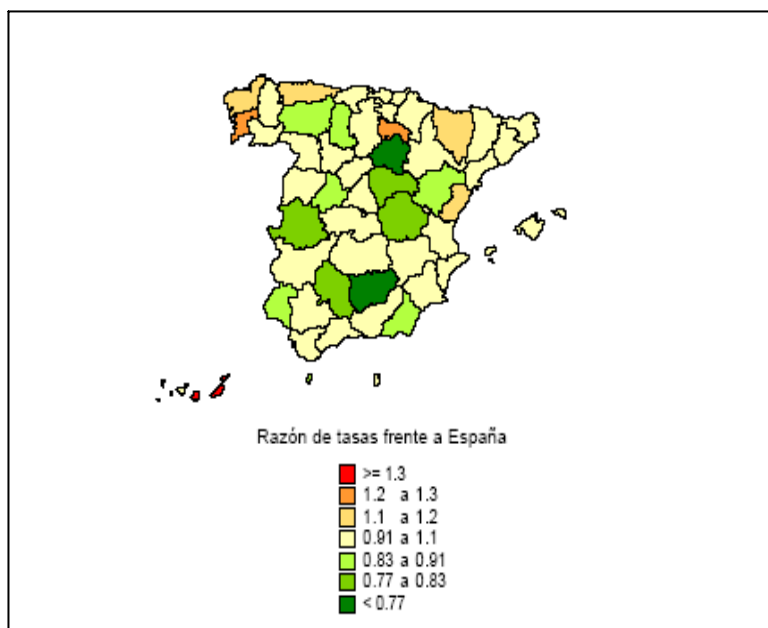 Razón de tasas frente a España
>= 1.3
1.2 a 1.3
1.1 a 1.2
0.91 a 1.1
0.83 a 0.91
0.77 a 0.83
< 0.77